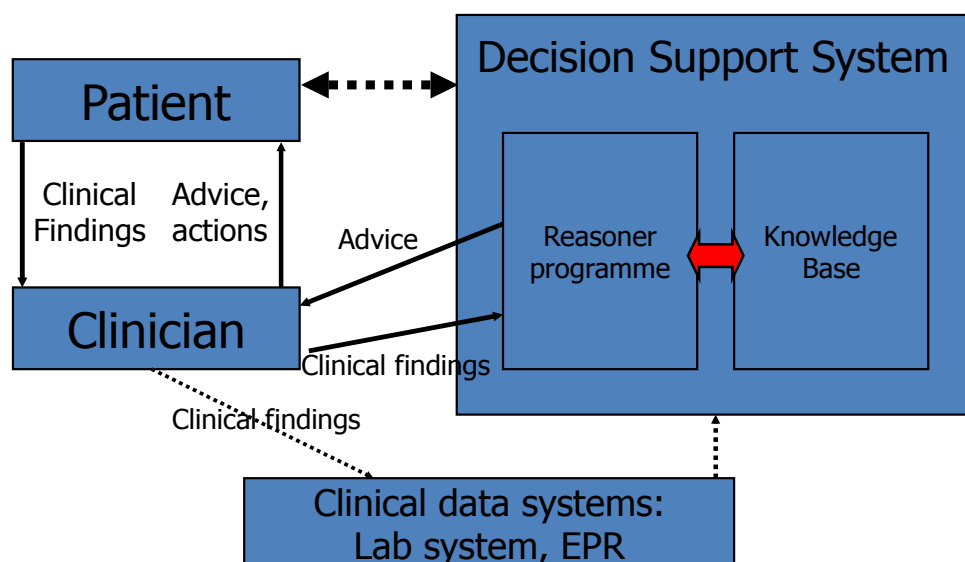 Decision Support System
Patient
Clinical
Findings
Advice,
actions
Advice
Reasoner
programme
Knowledge
Base
Clinician
Clinical findings
Clinical findings
Clinical data systems:
Lab system, EPR